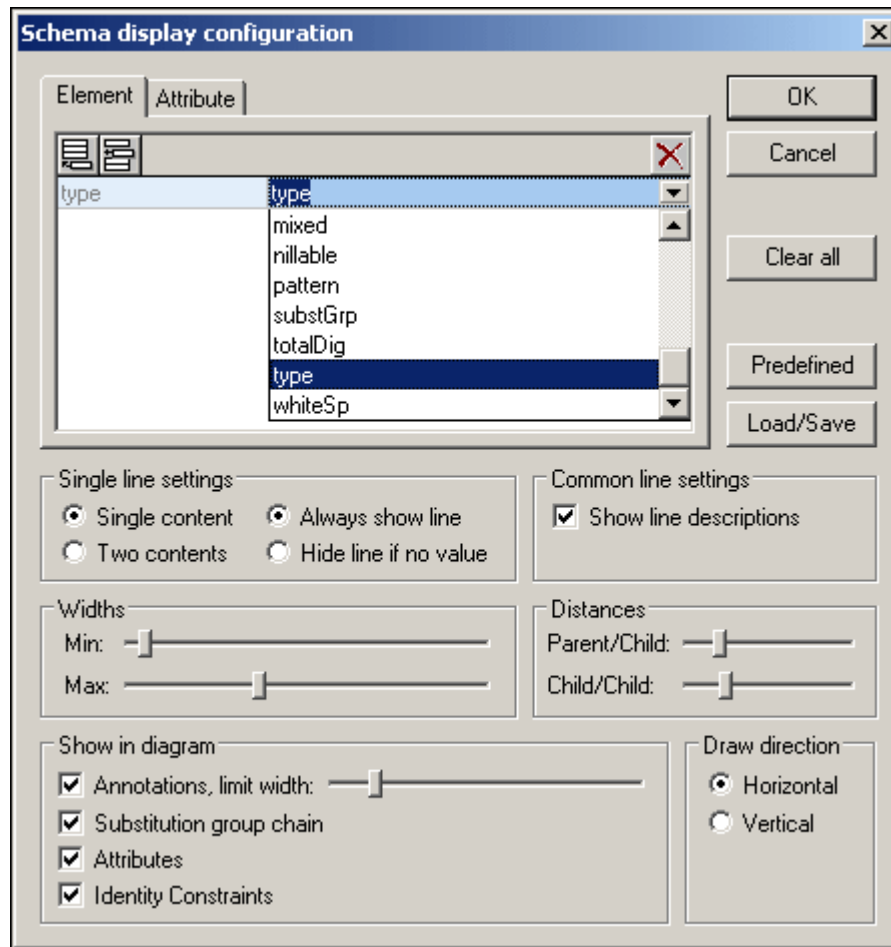 Schema display configuration
Element Attribute
OK
Cancel
type type
mixed
nillable
Clear all
pattern
substGrp
totalDig
type
Predefined
whiteSp
Load/Save
Single line settings
Single content Always show line
Two contents Hide line if no value
Common line settings
Show line descriptions
Widths
Min:
Max:
Distances
Parent/Child:
Child/Child:
Show in diagram
Annotations, limit width:
Substitution group chain
Attributes
Identity Constraints
Draw direction
Horizontal
Vertical